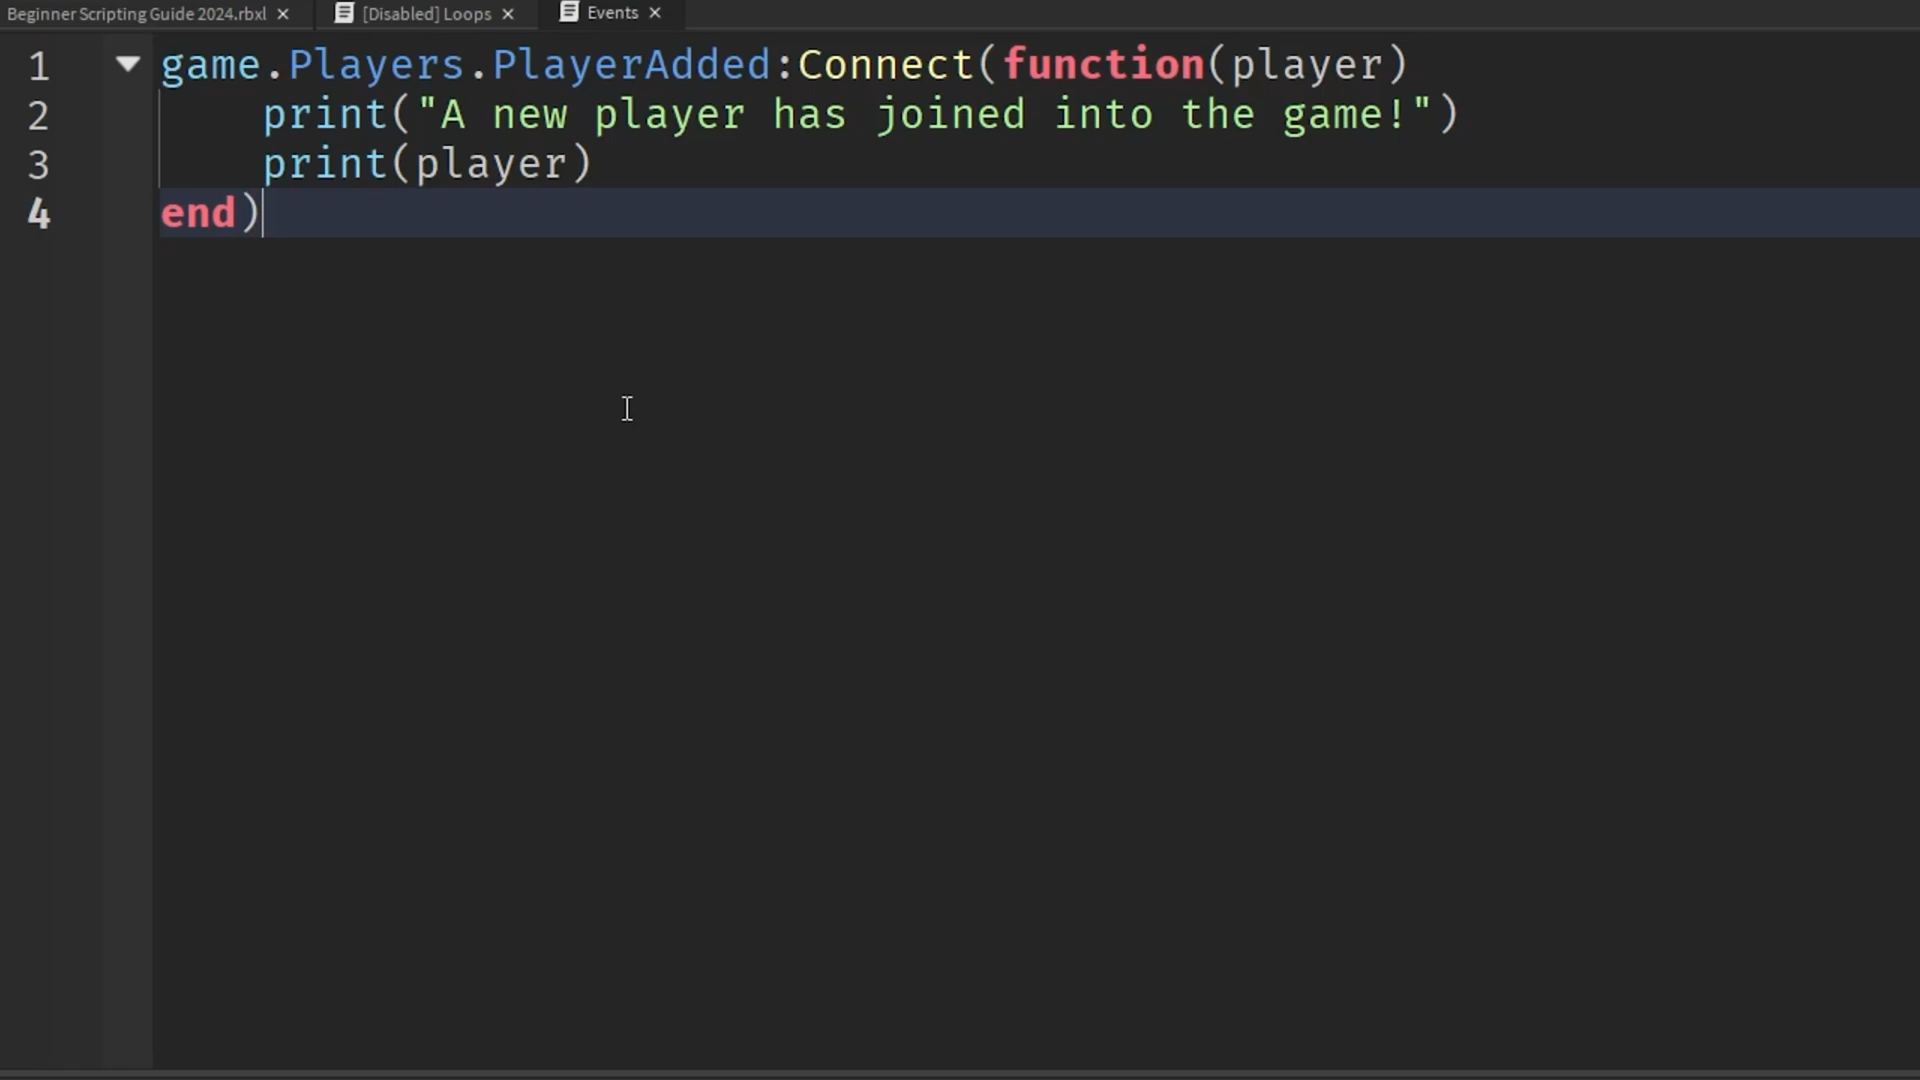 Beginner Scripting Guide 2024.rbxl [Disabled] Loops Events
1 game.Players.PlayerAdded:Connect(function(player)
2 print("A new player has joined into the game!")
3 print(player)
4 end)